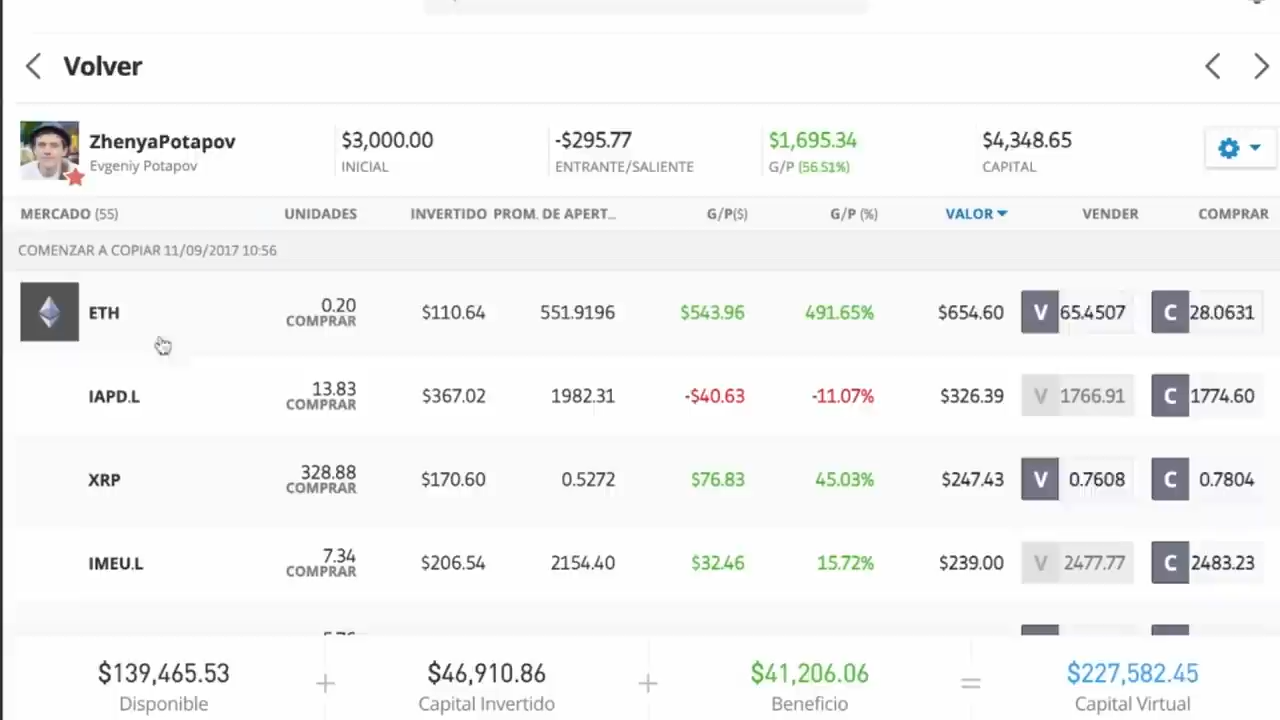 Volver
ZhenyaPotapov
Evgeniy Potapov
$3,000.00
INICIAL
-$295.77
ENTRANTE/SALIENTE
$1,695.34
G/P (56.51%)
$4,348.65
CAPITAL
MERCADO (55) UNIDADES INVERTIDO PROM. DE APERT... G/P($) G/P (%) VALOR VENDER COMPRAR
COMENZAR A COPIAR 11/09/2017 10:56
ETH 0.20 COMPRAR $110.64 551.9196 $543.96 491.65% $654.60 V 65.4507 C 28.0631
IAPD.L 13.83 COMPRAR $367.02 1982.31 -$40.63 -11.07% $326.39 V 1766.91 C 1774.60
XRP 328.88 COMPRAR $170.60 0.5272 $76.83 45.03% $247.43 V 0.7608 C 0.7804
IMEU.L 7.34 COMPRAR $206.54 2154.40 $32.46 15.72% $239.00 V 2477.77 C 2483.23
$139,465.53 + $46,910.86 + $41,206.06 = $227,582.45
Disponible Capital Invertido Beneficio Capital Virtual